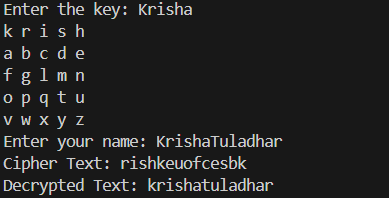 Enter the key: Krisha
k r i s h
a b c d e
f g l m n
o p q t u
v w x y z
Enter your name: KrishaTuladhar
Cipher Text: rishkeuofcesbk
Decrypted Text: krishatuladhar